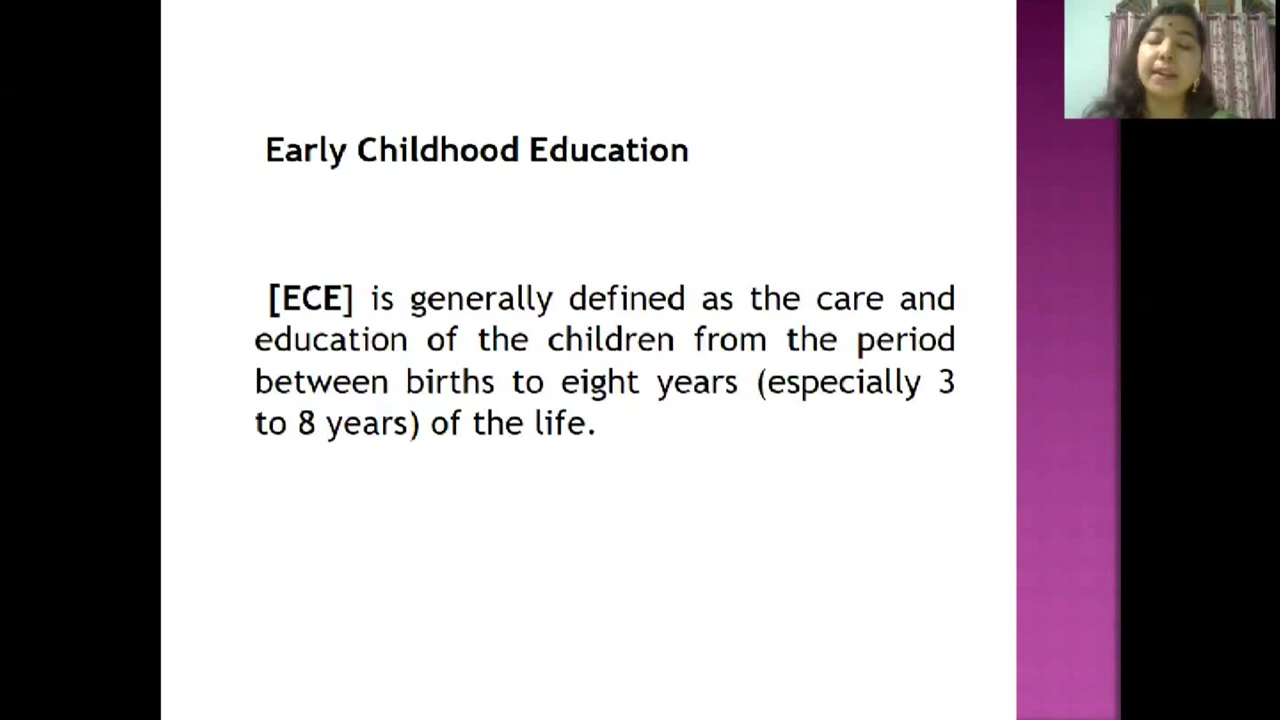 Early Childhood Education
[ECE] is generally defined as the care and
education of the children from the period
between births to eight years (especially 3
to 8 years) of the life.